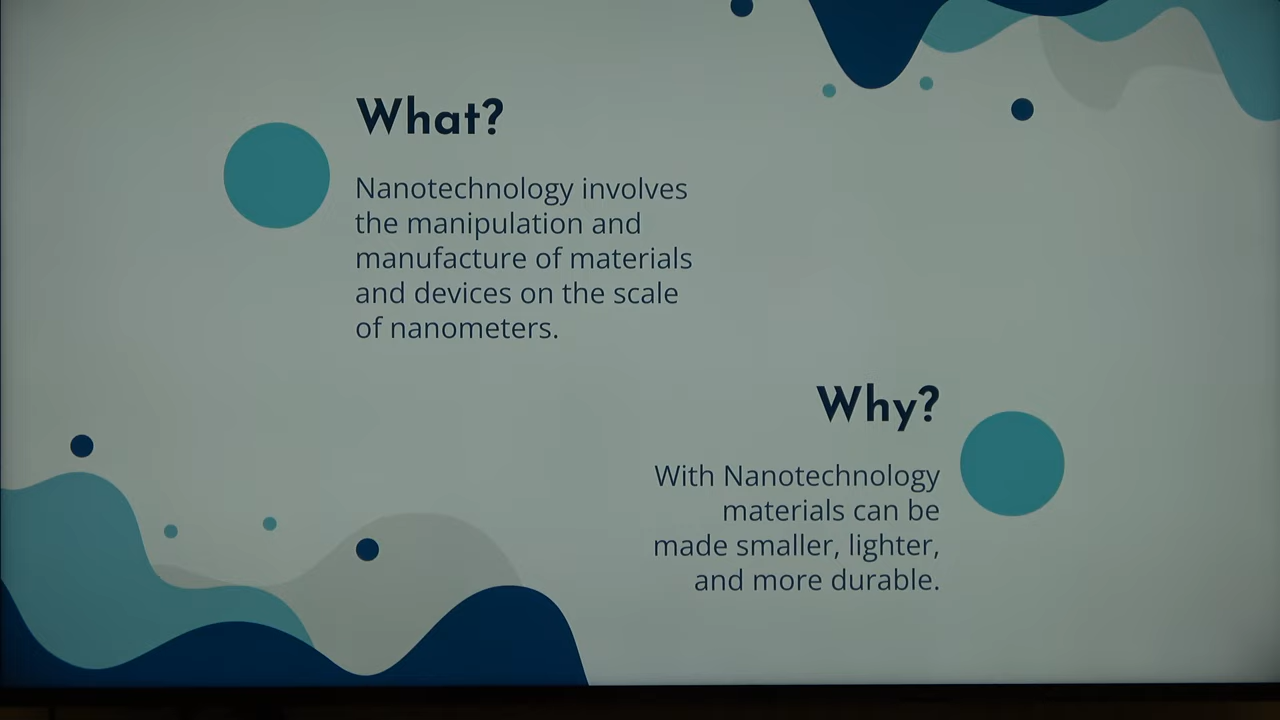 What?
Nanotechnology involves
the manipulation and
manufacture of materials
and devices on the scale
of nanometers.
Why?
With Nanotechnology
materials can be
made smaller, lighter,
and more durable.